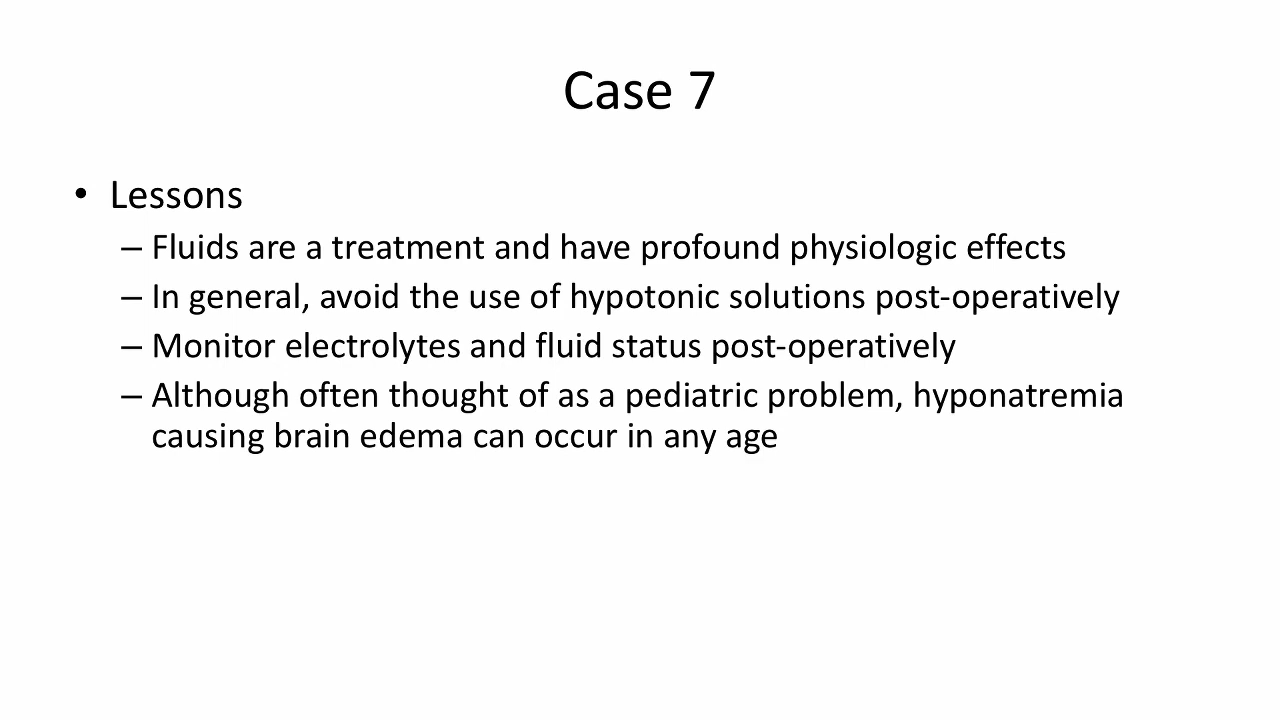 Case 7
• Lessons
– Fluids are a treatment and have profound physiologic effects
– In general, avoid the use of hypotonic solutions post-operatively
– Monitor electrolytes and fluid status post-operatively
– Although often thought of as a pediatric problem, hyponatremia
causing brain edema can occur in any age